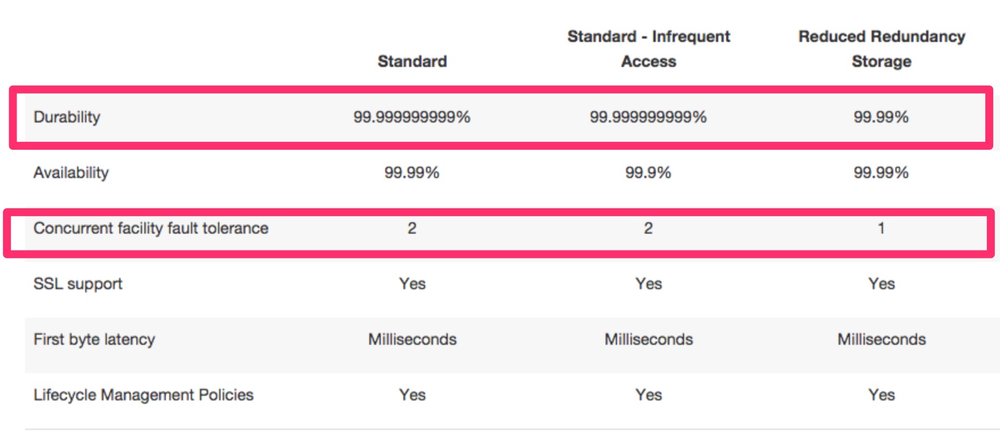 Standard - Infrequent Reduced Redundancy
Standard Access Storage
Durability 99.999999999% 99.999999999% 99.99%
Availability 99.99% 99.9% 99.99%
Concurrent facility fault tolerance 2 2 1
SSL support Yes Yes Yes
First byte latency Milliseconds Milliseconds Milliseconds
Lifecycle Management Policies Yes Yes Yes